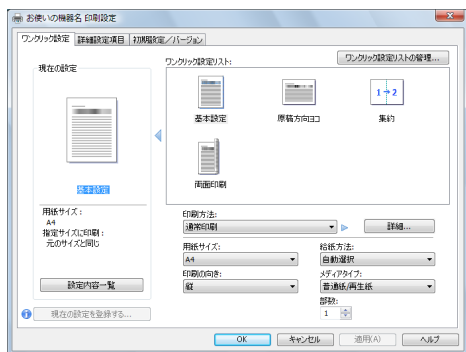 お使いの機器名 印刷設定
ワンクリック設定 詳細設定項目 初期設定／バージョン
現在の設定
ワンクリック設定リスト:
ワンクリック設定リストの管理...
1→2
基本設定 原稿方向ヨコ 集約
両面印刷
基本設定
用紙サイズ:
A4
指定サイズに印刷:
元のサイズと同じ
設定内容一覧
現在の設定を登録する...
印刷方法:
通常印刷
詳細...
用紙サイズ: 給紙方法:
A4 自動選択
印刷の向き: メディアタイプ:
縦 普通紙/再生紙
部数:
1
OK キャンセル 適用(A) ヘルプ